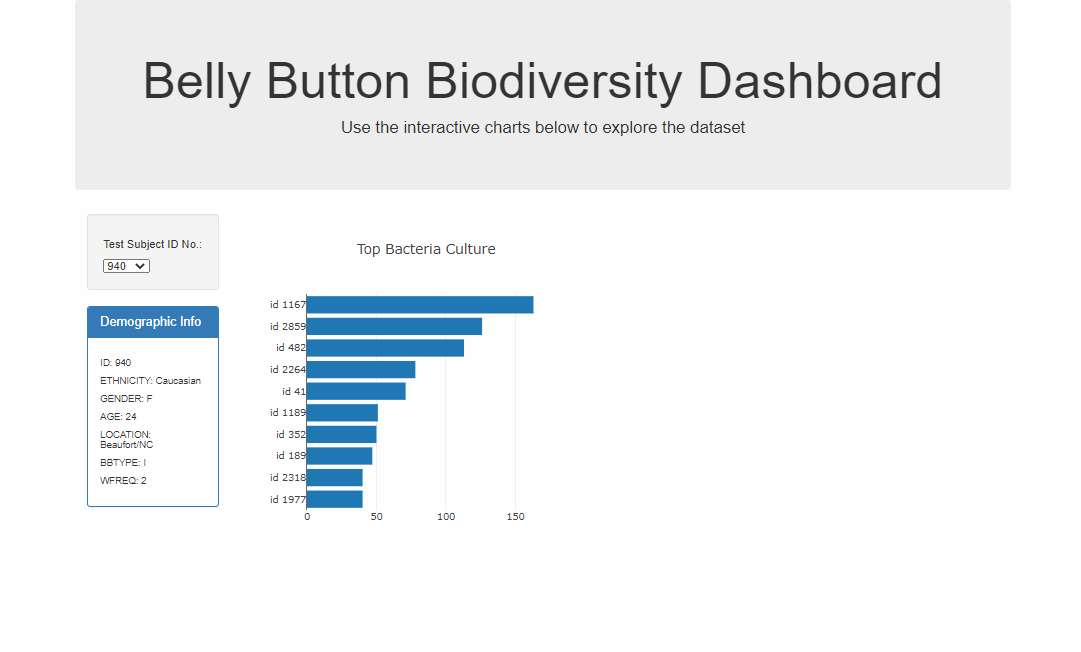 Belly Button Biodiversity Dashboard
Use the interactive charts below to explore the dataset
Test Subject ID No.:
940
Demographic Info
ID: 940
ETHNICITY: Caucasian
GENDER: F
AGE: 24
LOCATION:
Beaufort/NC
BBTYPE: I
WFREQ: 2
Top Bacteria Culture
id 1167
id 2859
id 482
id 2264
id 41
id 1189
id 352
id 189
id 2318
id 1977
0 50 100 150